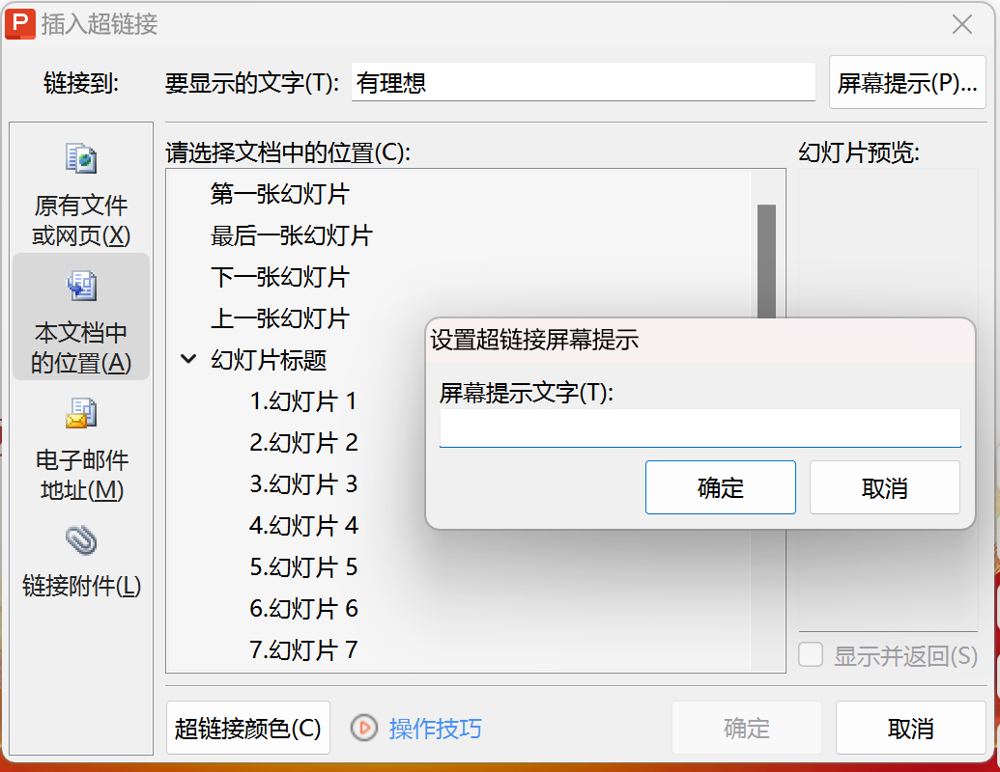 P 插入超链接
链接到:
要显示的文字(T):
有理想
屏幕提示(P)...
原有文件
或网页(X)
本文档中
的位置(A)
电子邮件
地址(M)
链接附件(L)
请选择文档中的位置(C):
第一张幻灯片
最后一张幻灯片
下一张幻灯片
上一张幻灯片
幻灯片标题
1.幻灯片 1
2.幻灯片 2
3.幻灯片 3
4.幻灯片 4
5.幻灯片 5
6.幻灯片 6
7.幻灯片 7
幻灯片预览:
设置超链接屏幕提示
屏幕提示文字(T):
确定
取消
显示并返回(S)
超链接颜色(C)
操作技巧
确定
取消